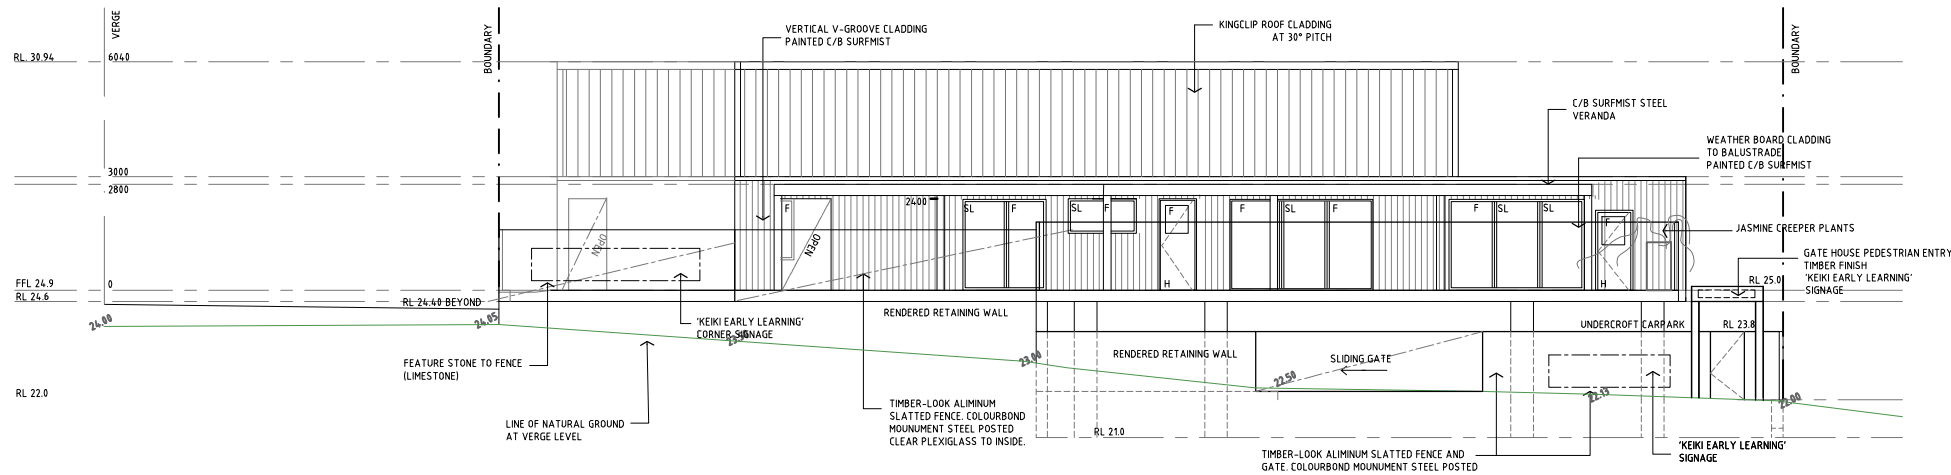 VERGE
BOUNDARY
BOUNDARY
VERTICAL V-GROOVE CLADDING
PAINTED C/B SURFMIST
KINGCLIP ROOF CLADDING
AT 30° PITCH
RL. 30.94
6040
C/B SURFMIST STEEL
VERANDA
WEATHER BOARD CLADDING
TO BALUSTRADE
PAINTED C/B SURFMIST
3000
2800
2400
F
SL
F
SL
F
F
F
SL
F
F
SL
SL
F
OPEN
OPEN
JASMINE CREEPER PLANTS
GATE HOUSE PEDESTRIAN ENTRY
TIMBER FINISH
'KEIKI EARLY LEARNING'
SIGNAGE
FFL 24.9
0
H
H
RL 25.0
RL 24.6
RL 24.40 BEYOND
24.00
24.05
RENDERED RETAINING WALL
'KEIKI EARLY LEARNING'
CORNER SIGNAGE
UNDERCROFT CARPARK
RL 23.8
23.00
RENDERED RETAINING WALL
SLIDING GATE
FEATURE STONE TO FENCE
(LIMESTONE)
22.50
22.13
22.00
RL 22.0
TIMBER-LOOK ALIMINUM
SLATTED FENCE. COLOURBOND
MOUNUMENT STEEL POSTED
CLEAR PLEXIGLASS TO INSIDE.
LINE OF NATURAL GROUND
AT VERGE LEVEL
RL 21.0
TIMBER-LOOK ALIMINUM SLATTED FENCE AND
GATE. COLOURBOND MOUNUMENT STEEL POSTED
'KEIKI EARLY LEARNING'
SIGNAGE